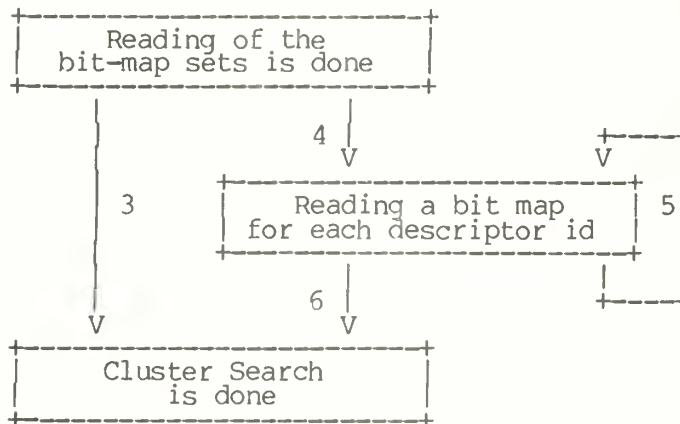 Reading of the
bit-map sets is done
4
3
Reading a bit map
for each descriptor id
5
6
Cluster Search
is done